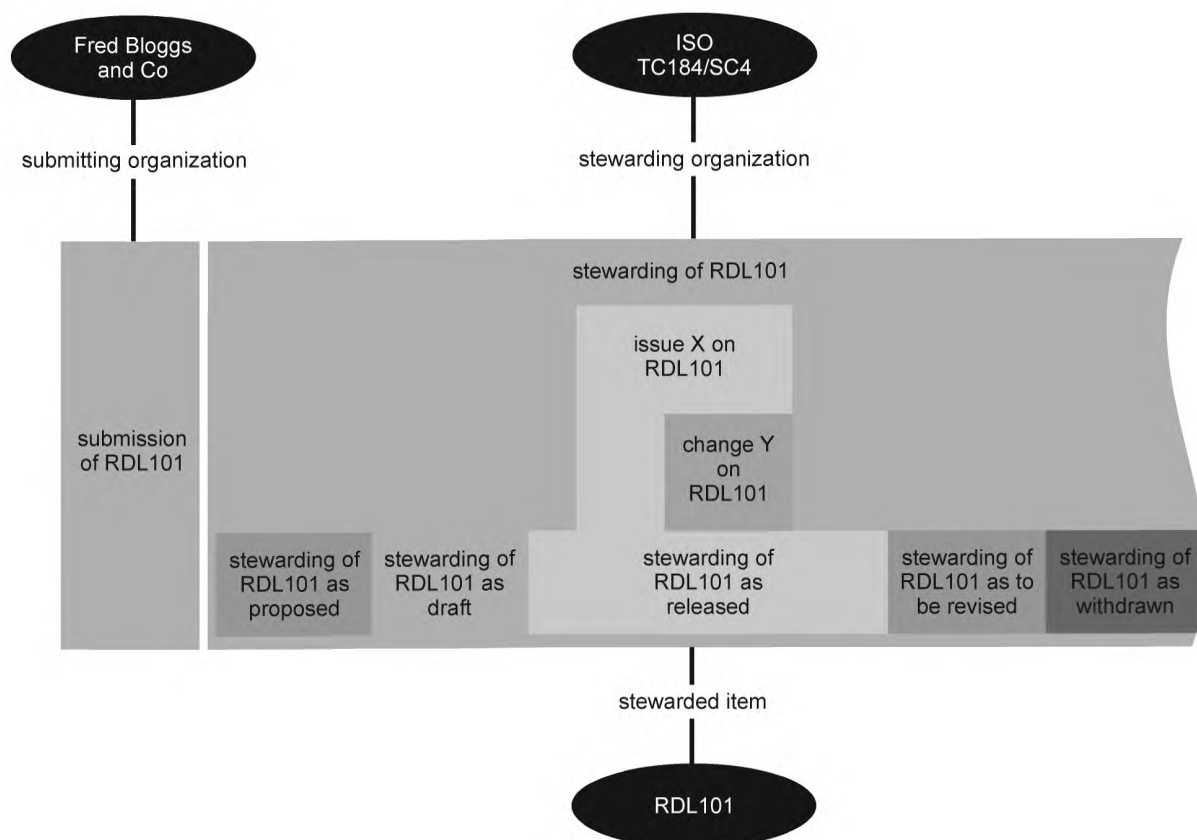 Fred Bloggs
and Co
ISO
TC184/SC4
submitting organization
stewarding organization
stewarding of RDL101
issue X on
RDL101
submission
of RDL101
change Y
on
RDL101
stewarding of
RDL101 as
proposed
stewarding of
RDL101 as
draft
stewarding of
RDL101 as
released
stewarding of
RDL101 as to
be revised
stewarding of
RDL101 as
withdrawn
stewarded item
RDL101